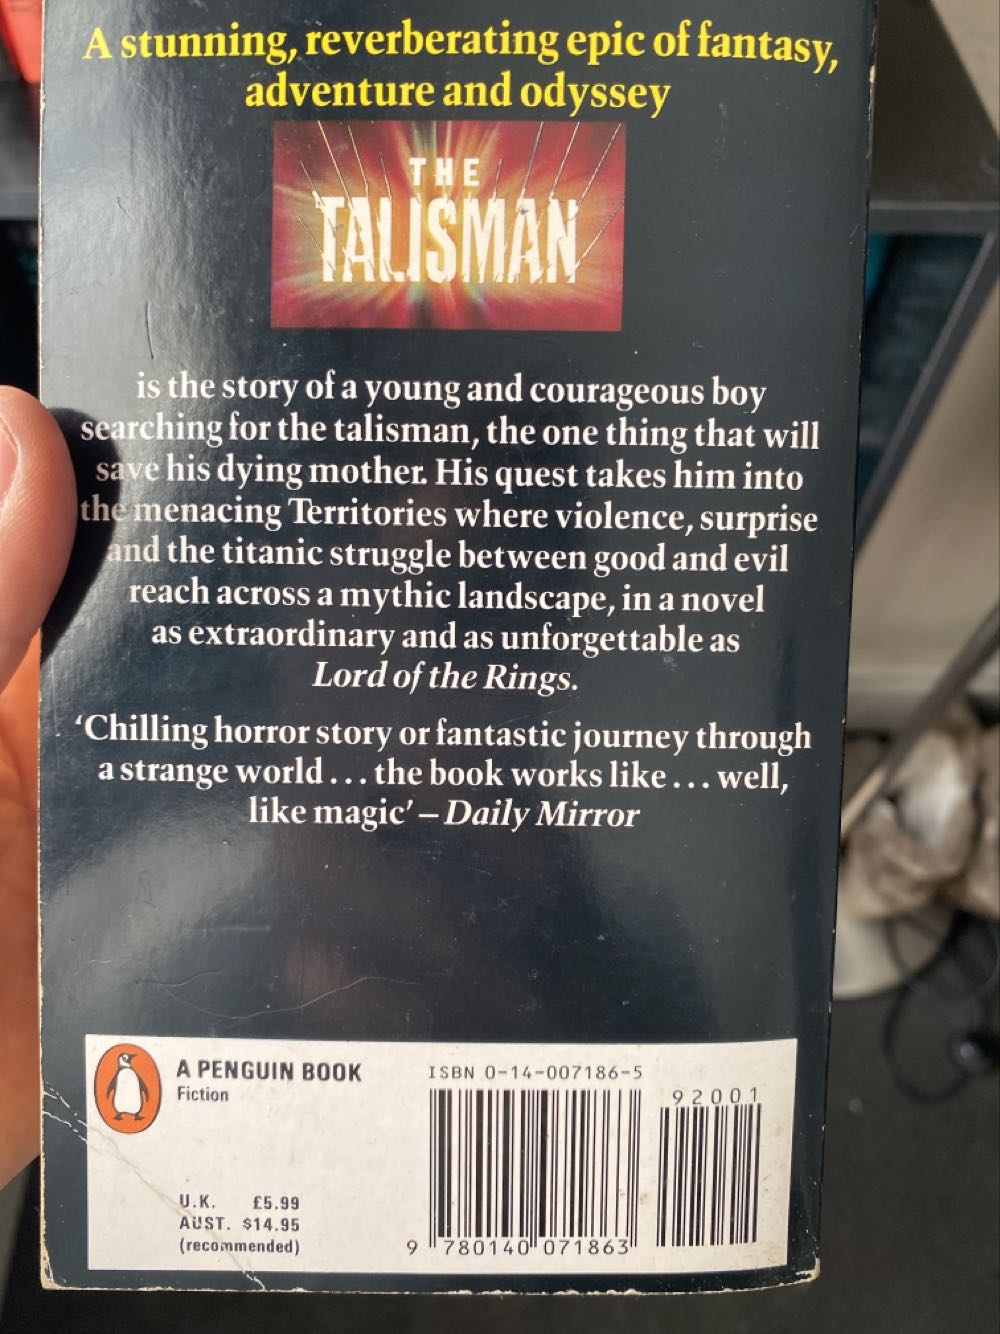 A stunning, reverberating epic of fantasy,
adventure and odyssey
THE
TALISMAN
is the story of a young and courageous boy
searching for the talisman, the one thing that will
save his dying mother. His quest takes him into
the menacing Territories where violence, surprise
and the titanic struggle between good and evil
reach across a mythic landscape, in a novel
as extraordinary and as unforgettable as
Lord of the Rings.
‘Chilling horror story or fantastic journey through
a strange world . . . the book works like . . . well,
like magic’ – Daily Mirror
A PENGUIN BOOK
Fiction
ISBN 0-14-007186-5
92001
U.K. £5.99
AUST. $14.95
(recommended)
9 780140 071863